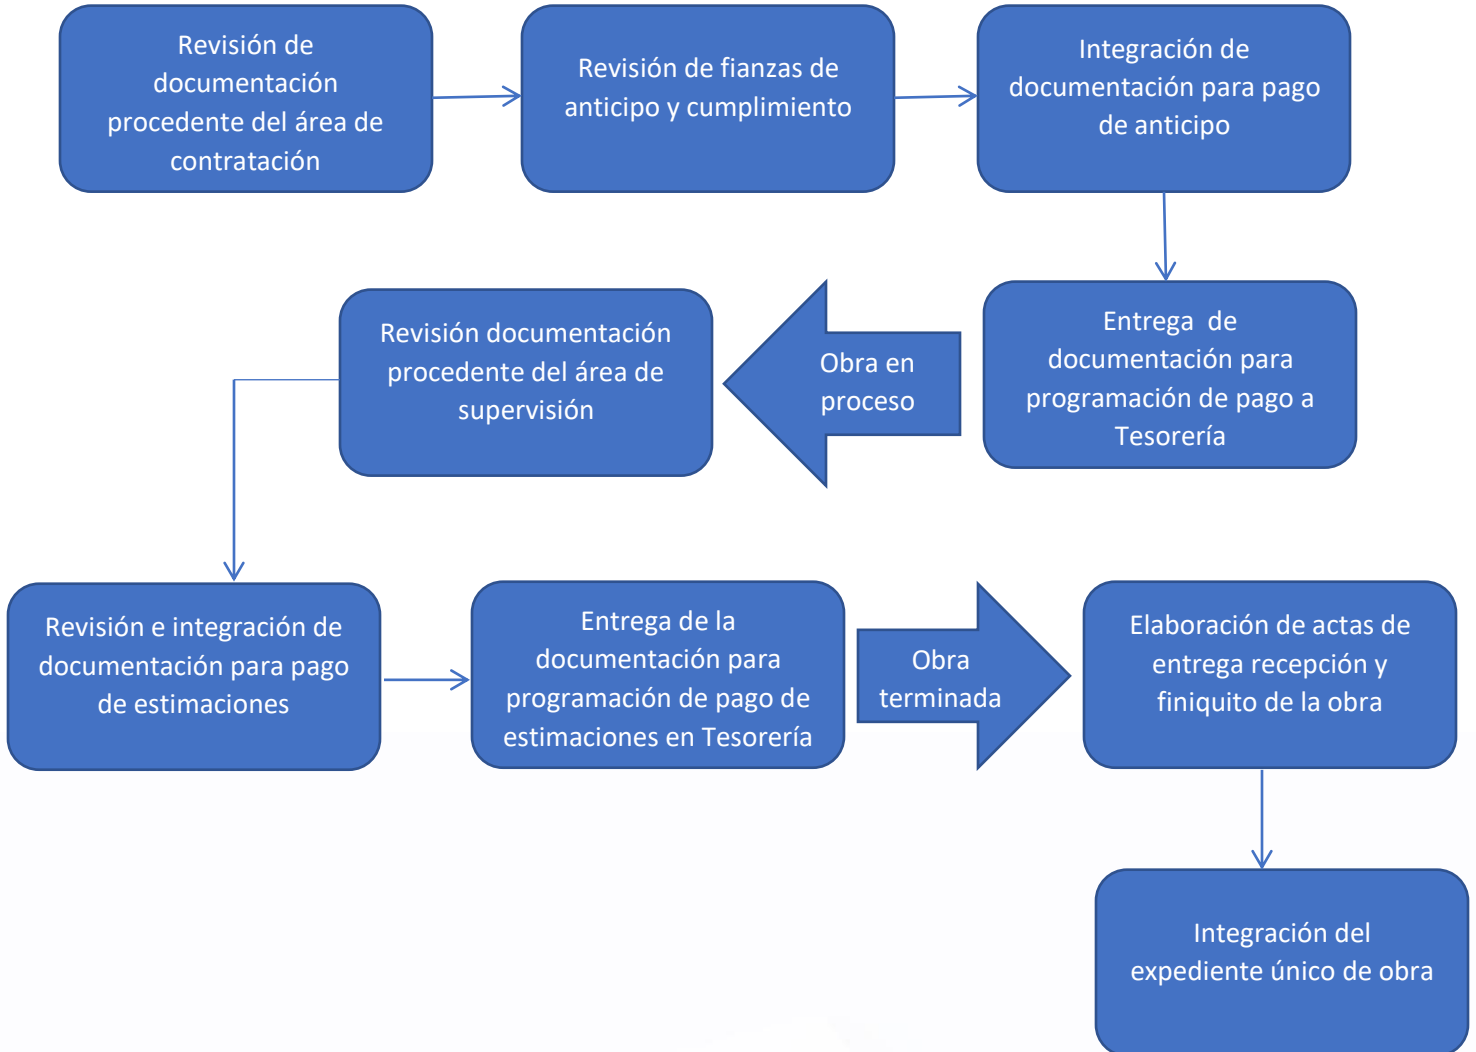 Revisión de
documentación
procedente del área de
contratación
Revisión de fianzas de
anticipo y cumplimiento
Integración de
documentación para pago
de anticipo
Entrega de
documentación para
programación de pago a
Tesorería
Obra en
proceso
Revisión documentación
procedente del área de
supervisión
Revisión e integración de
documentación para pago
de estimaciones
Entrega de la
documentación para
programación de pago de
estimaciones en Tesorería
Obra
terminada
Elaboración de actas de
entrega recepción y
finiquito de la obra
Integración del
expediente único de obra